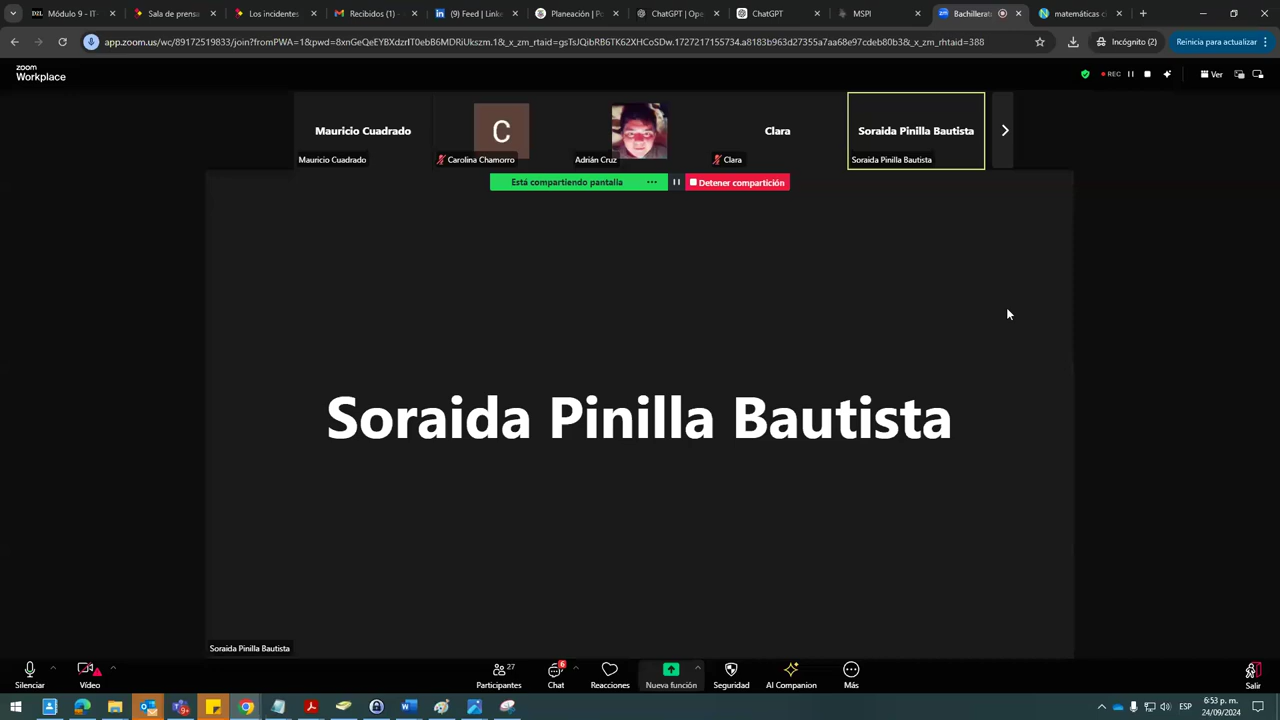 Módulo 9 - IT
Sala de prensa
Los incidentes
Recibidos (1)
(9) Feed | Linke
Planeación | Po
ChatGPT | Ope
ChatGPT
MSPI
Bachillerat
matemáticas c
app.zoom.us/wc/89172519833/join?fromPWA=1&pwd=8xnGeQeEYBXdzrIT0ebB6MDRiUkszm.1&_x_zm_rtaid=gsTsJQibRB6TK62XHCoSDw.1727217155734.a8183b963d27355a7aa68e97cdeb80b3&_x_zm_rhtaid=388
Incógnito (2)
Reinicia para actualizar
zoom
Workplace
REC
Ver
Mauricio Cuadrado
C
Clara
Soraida Pinilla Bautista
Mauricio Cuadrado
Carolina Chamorro
Adrián Cruz
Clara
Soraida Pinilla Bautista
Está compartiendo pantalla
Detener compartición
Soraida Pinilla Bautista
Soraida Pinilla Bautista
Silenciar
Vídeo
27
Participantes
6
Chat
Reacciones
Nueva función
Seguridad
AI Companion
Más
Salir
ESP
6:53 p. m.
24/09/2024